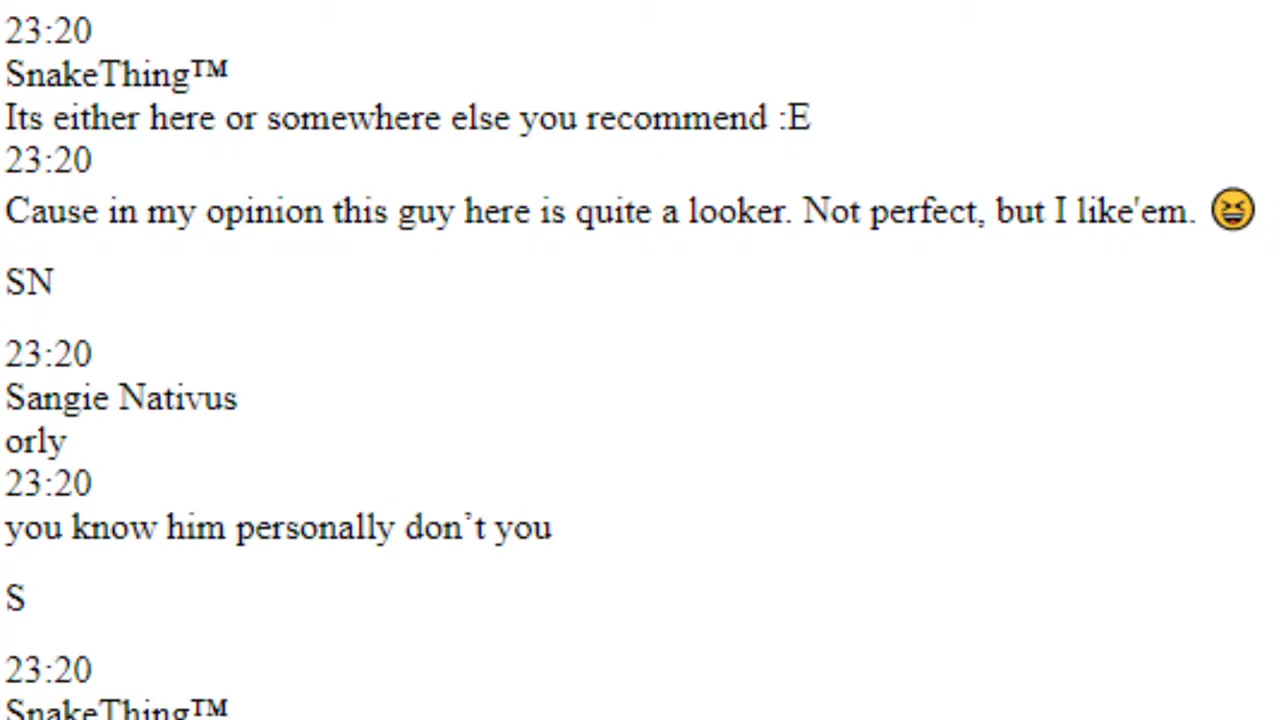 23:20
SnakeThing™
Its either here or somewhere else you recommend :E
23:20
Cause in my opinion this guy here is quite a looker. Not perfect, but I like'em. 😆
SN
23:20
Sangie Nativus
orly
23:20
you know him personally don’t you
S
23:20
SnakeThing™